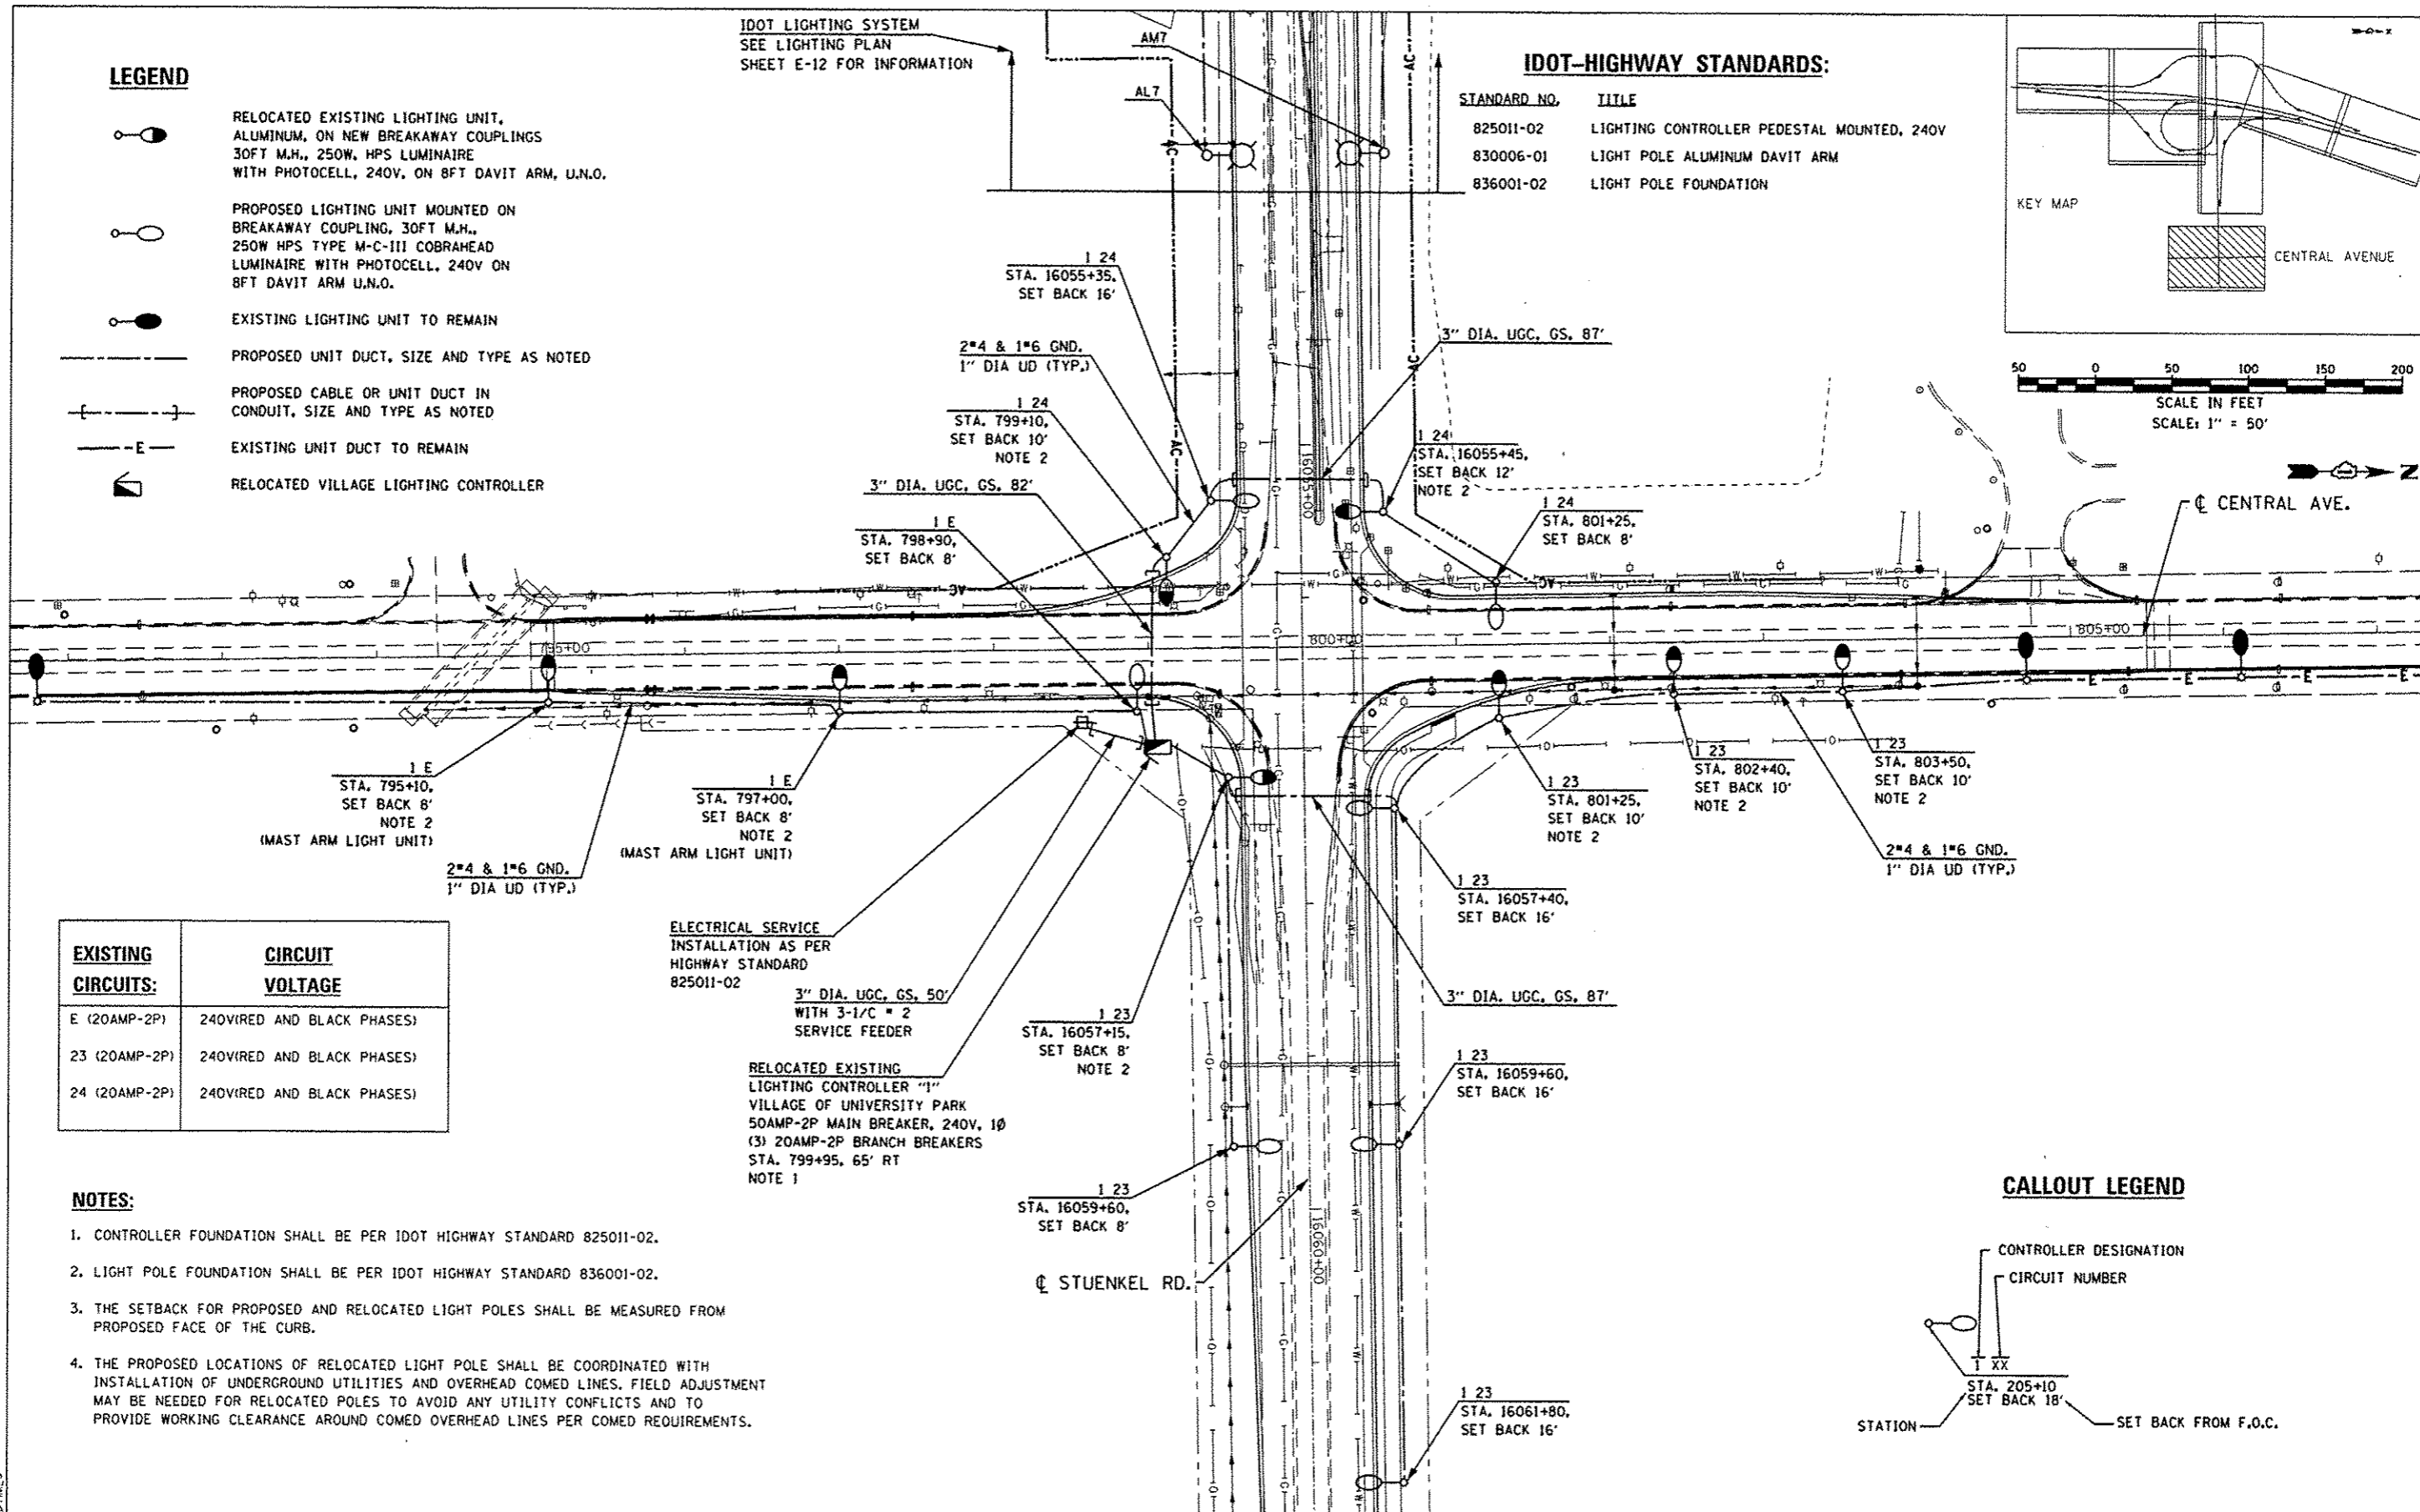 LEGEND
RELOCATED EXISTING LIGHTING UNIT,
ALUMINUM, ON NEW BREAKAWAY COUPLINGS
30FT M.H., 250W, HPS LUMINAIRE
WITH PHOTOCELL, 240V, ON 8FT DAVIT ARM, U.N.O.
PROPOSED LIGHTING UNIT MOUNTED ON
BREAKAWAY COUPLING, 30FT M.H.,
250W HPS TYPE M-C-III COBRAHEAD
LUMINAIRE WITH PHOTOCELL, 240V ON
8FT DAVIT ARM U.N.O.
EXISTING LIGHTING UNIT TO REMAIN
PROPOSED UNIT DUCT, SIZE AND TYPE AS NOTED
PROPOSED CABLE OR UNIT DUCT IN
CONDUIT, SIZE AND TYPE AS NOTED
E
EXISTING UNIT DUCT TO REMAIN
RELOCATED VILLAGE LIGHTING CONTROLLER
IDOT LIGHTING SYSTEM
SEE LIGHTING PLAN
SHEET E-12 FOR INFORMATION
AM7
AL7
IDOT-HIGHWAY STANDARDS:
STANDARD NO. TITLE
825011-02 LIGHTING CONTROLLER PEDESTAL MOUNTED, 240V
830006-01 LIGHT POLE ALUMINUM DAVIT ARM
836001-02 LIGHT POLE FOUNDATION
KEY MAP
CENTRAL AVENUE
50 0 50 100 150 200
SCALE IN FEET
SCALE: 1" = 50'
N
℄ CENTRAL AVE.
1 24
STA. 16055+35,
SET BACK 16'
2#4 & 1#6 GND.
1" DIA UD (TYP.)
1 24
STA. 799+10,
SET BACK 10'
NOTE 2
3" DIA. UGC, GS, 82'
1 E
STA. 798+90,
SET BACK 8'
3" DIA. UGC, GS, 87'
1 24
STA. 16055+45,
SET BACK 12'
NOTE 2
1 24
STA. 801+25,
SET BACK 8'
16055+00
795+00
800+00
805+00
1 E
STA. 795+10,
SET BACK 8'
NOTE 2
(MAST ARM LIGHT UNIT)
2#4 & 1#6 GND.
1" DIA UD (TYP.)
1 E
STA. 797+00,
SET BACK 8'
NOTE 2
(MAST ARM LIGHT UNIT)
ELECTRICAL SERVICE
INSTALLATION AS PER
HIGHWAY STANDARD
825011-02
3" DIA. UGC, GS, 50'
WITH 3-1/C # 2
SERVICE FEEDER
RELOCATED EXISTING
LIGHTING CONTROLLER "1"
VILLAGE OF UNIVERSITY PARK
50AMP-2P MAIN BREAKER, 240V, 1Ø
(3) 20AMP-2P BRANCH BREAKERS
STA. 799+95, 65' RT
NOTE 1
1 23
STA. 16057+15,
SET BACK 8'
NOTE 2
1 23
STA. 16059+60,
SET BACK 8'
℄ STUENKEL RD.
16060+00
1 23
STA. 801+25,
SET BACK 10'
NOTE 2
1 23
STA. 802+40,
SET BACK 10'
NOTE 2
1 23
STA. 803+50,
SET BACK 10'
NOTE 2
2#4 & 1#6 GND.
1" DIA UD (TYP.)
1 23
STA. 16057+40,
SET BACK 16'
3" DIA. UGC, GS, 87'
1 23
STA. 16059+60,
SET BACK 16'
1 23
STA. 16061+80,
SET BACK 16'
EXISTING CIRCUITS: CIRCUIT VOLTAGE
E (20AMP-2P) 240V(RED AND BLACK PHASES)
23 (20AMP-2P) 240V(RED AND BLACK PHASES)
24 (20AMP-2P) 240V(RED AND BLACK PHASES)
NOTES:
1. CONTROLLER FOUNDATION SHALL BE PER IDOT HIGHWAY STANDARD 825011-02.
2. LIGHT POLE FOUNDATION SHALL BE PER IDOT HIGHWAY STANDARD 836001-02.
3. THE SETBACK FOR PROPOSED AND RELOCATED LIGHT POLES SHALL BE MEASURED FROM
PROPOSED FACE OF THE CURB.
4. THE PROPOSED LOCATIONS OF RELOCATED LIGHT POLE SHALL BE COORDINATED WITH
INSTALLATION OF UNDERGROUND UTILITIES AND OVERHEAD COMED LINES. FIELD ADJUSTMENT
MAY BE NEEDED FOR RELOCATED POLES TO AVOID ANY UTILITY CONFLICTS AND TO
PROVIDE WORKING CLEARANCE AROUND COMED OVERHEAD LINES PER COMED REQUIREMENTS.
CALLOUT LEGEND
CONTROLLER DESIGNATION
CIRCUIT NUMBER
1 XX
STA. 205+10
SET BACK 18'
STATION
SET BACK FROM F.O.C.